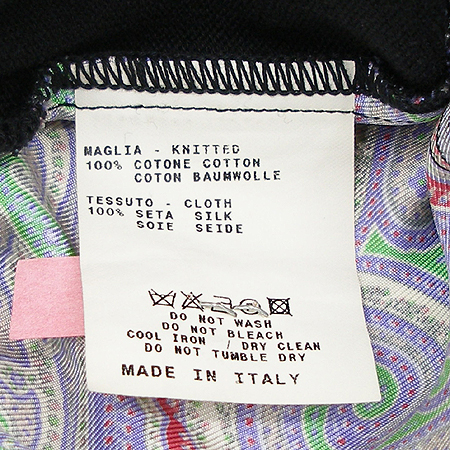 MAGLIA - KNITTED
100% COTONE COTTON
COTON BAUMWOLLE
TESSUTO - CLOTH
100% SETA SILK
SOIE SEIDE
DO NOT WASH
DO NOT BLEACH
COOL IRON / DRY CLEAN
DO NOT TUMBLE DRY
MADE IN ITALY